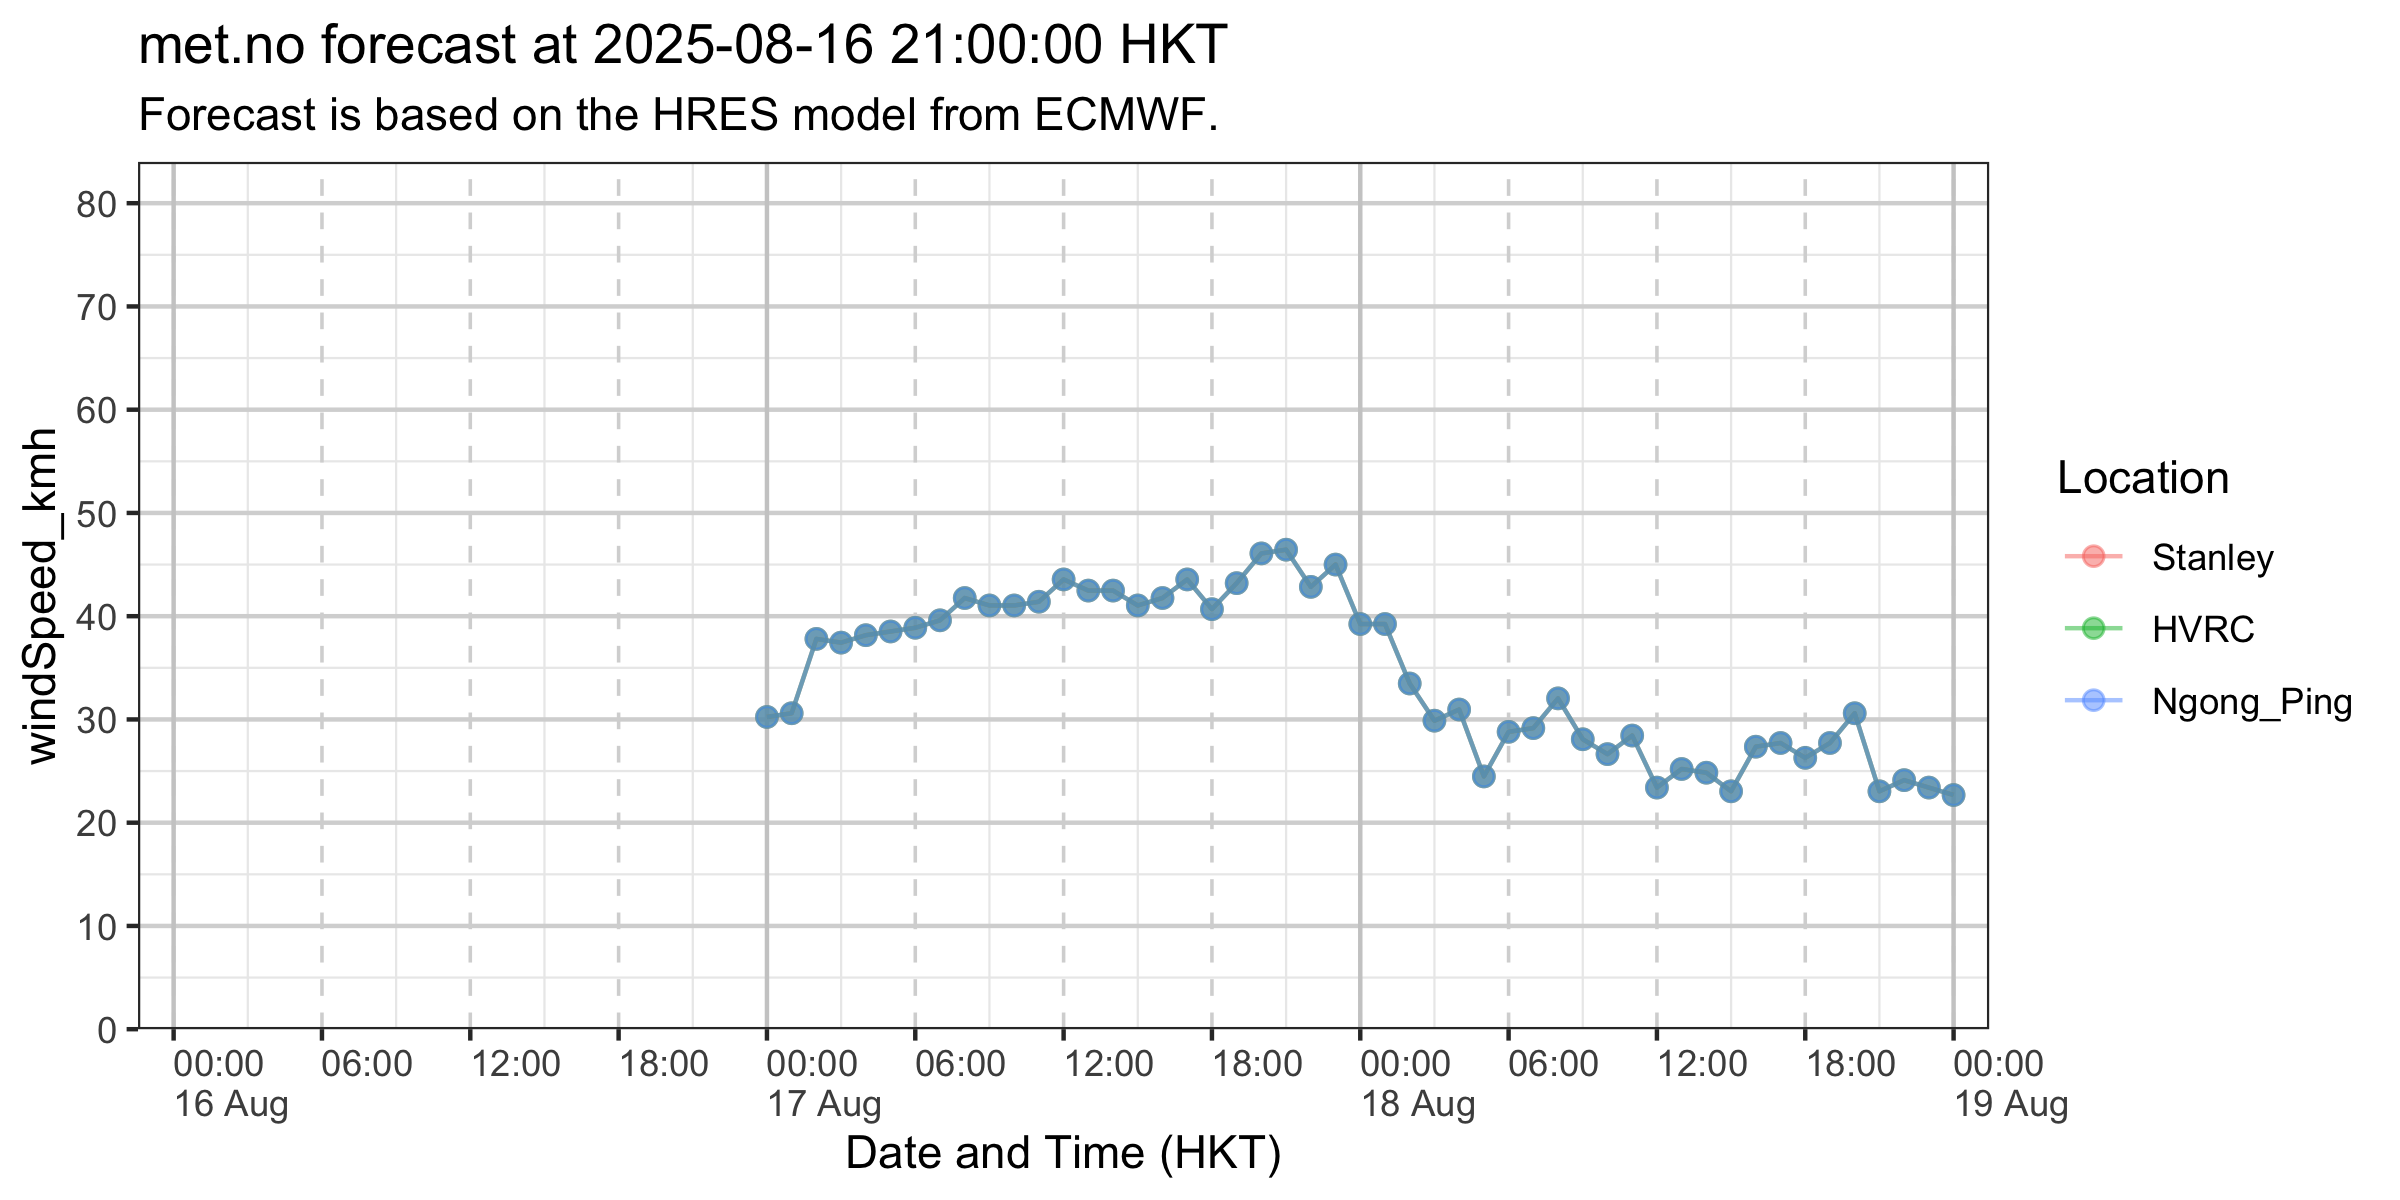 met.no forecast at 2025-08-16 21:00:00 HKT
Forecast is based on the HRES model from ECMWF.
windSpeed_kmh
80
70
60
50
40
30
20
10
0
00:00 06:00 12:00 18:00 00:00 06:00 12:00 18:00 00:00 06:00 12:00 18:00 00:00
16 Aug 17 Aug 18 Aug 19 Aug
Date and Time (HKT)
Location
Stanley
HVRC
Ngong_Ping